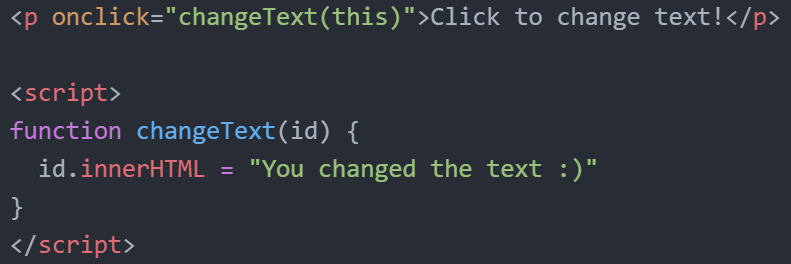 <p onclick="changeText(this)">Click to change text!</p>
<script>
function changeText(id) {
  id.innerHTML = "You changed the text :)"
}
</script>